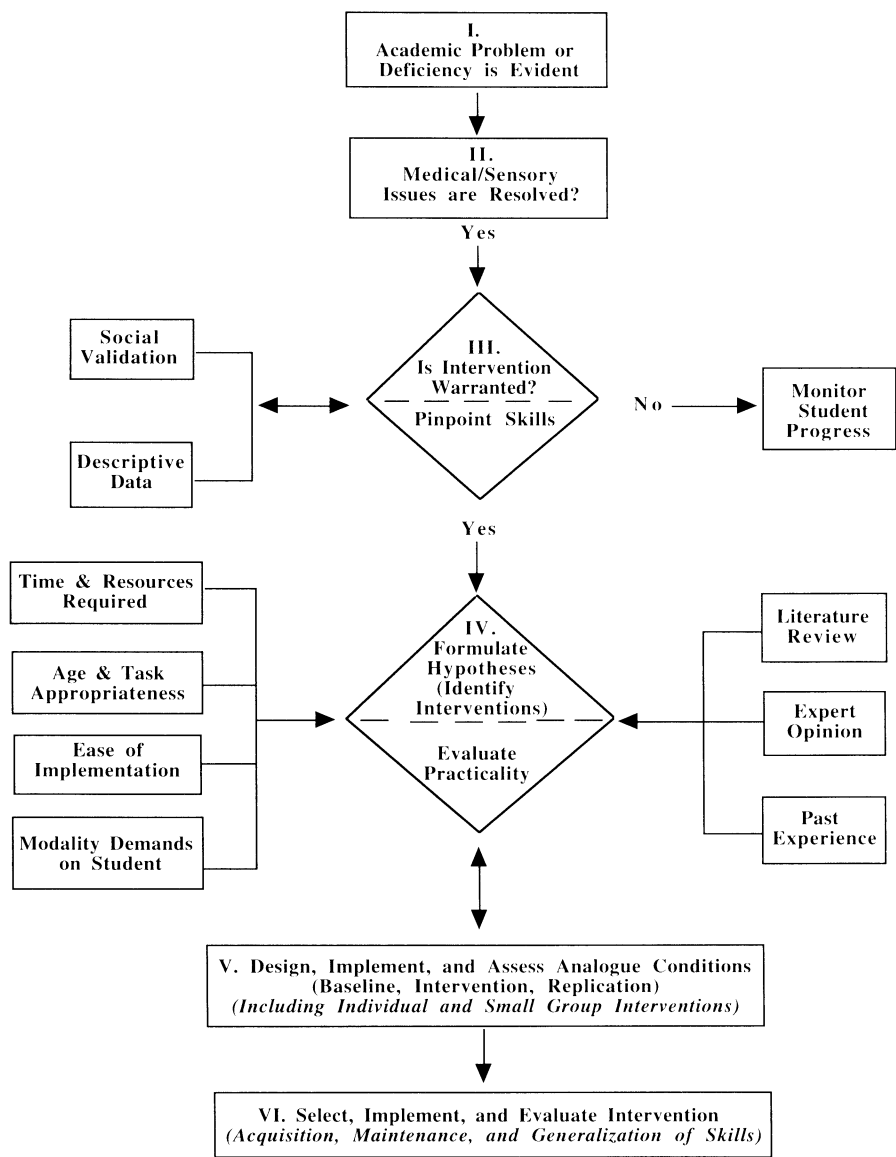 I.
Academic Problem or
Deficiency is Evident
II.
Medical/Sensory
Issues are Resolved?
Yes
Social
Validation
Descriptive
Data
III.
Is Intervention
Warranted?
Pinpoint Skills
No
Monitor
Student
Progress
Yes
Time & Resources
Required
Age & Task
Appropriateness
Ease of
Implementation
Modality Demands
on Student
IV.
Formulate
Hypotheses
(Identify
Interventions)
Evaluate
Practicality
Literature
Review
Expert
Opinion
Past
Experience
V. Design, Implement, and Assess Analogue Conditions
(Baseline, Intervention, Replication)
(Including Individual and Small Group Interventions)
VI. Select, Implement, and Evaluate Intervention
(Acquisition, Maintenance, and Generalization of Skills)